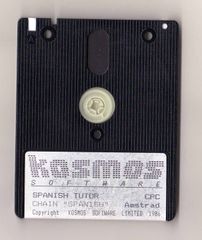 kosmos
SOFTWARE
SPANISH TUTOR CPC
CHAIN "SPANISH" Amstrad
Copyright KOSMOS SOFTWARE LIMITED 1986